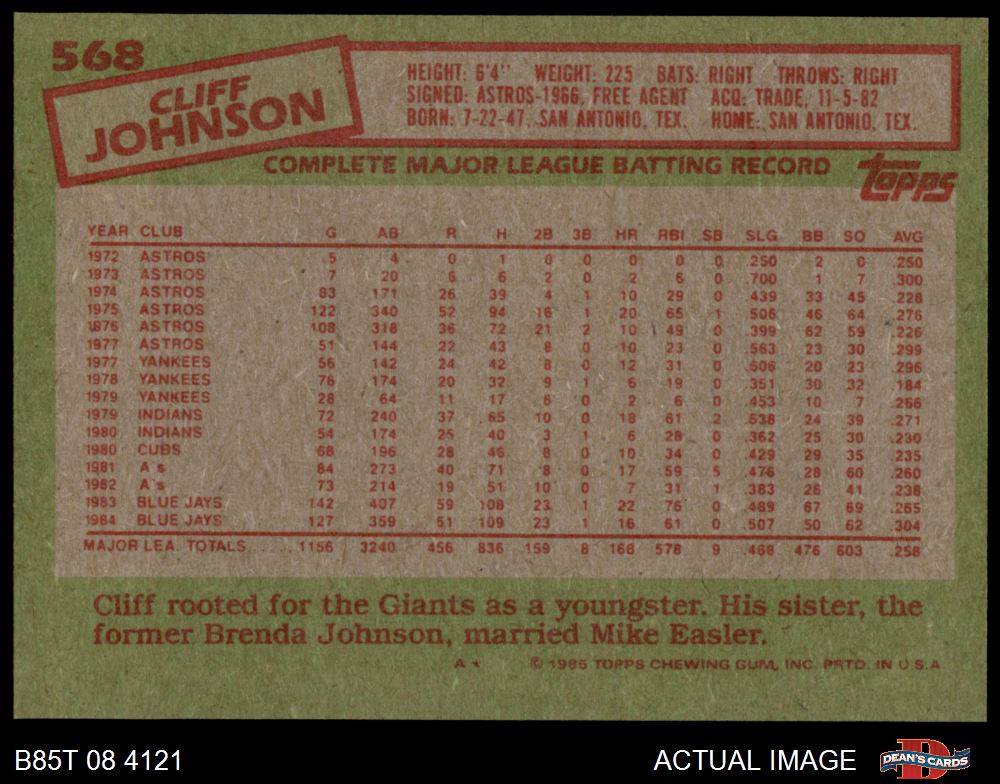 568
CLIFF
JOHNSON
HEIGHT: 6'4" WEIGHT: 225 BATS: RIGHT THROWS: RIGHT
SIGNED: ASTROS-1966, FREE AGENT ACQ: TRADE, 11-5-82
BORN: 7-22-47, SAN ANTONIO, TEX. HOME: SAN ANTONIO, TEX.
COMPLETE MAJOR LEAGUE BATTING RECORD
topps
YEAR CLUB G AB R H 2B 3B HR RBI SB SLG BB SO AVG
1972 ASTROS 5 4 0 1 0 0 0 0 0 .250 2 0 .250
1973 ASTROS 7 20 6 6 2 0 2 6 0 .700 1 7 .300
1974 ASTROS 83 171 26 39 4 1 10 29 0 .439 33 45 .228
1975 ASTROS 122 340 52 94 16 1 20 65 1 .506 46 64 .276
1976 ASTROS 108 318 36 72 21 2 10 49 0 .399 62 59 .226
1977 ASTROS 51 144 22 43 8 0 10 23 0 .563 23 30 .299
1977 YANKEES 56 142 24 42 8 0 12 31 0 .606 20 23 .296
1978 YANKEES 76 174 20 32 9 1 6 19 0 .351 30 32 .184
1979 YANKEES 28 64 11 17 6 0 2 6 0 .453 10 7 .266
1979 INDIANS 72 240 37 65 10 0 18 61 2 .538 24 39 .271
1980 INDIANS 54 174 25 40 3 1 6 28 0 .362 25 30 .230
1980 CUBS 68 196 28 46 8 0 10 34 0 .429 29 35 .235
1981 A's 84 273 40 71 8 0 17 59 5 .476 28 60 .260
1982 A's 73 214 19 51 10 0 7 31 1 .383 26 41 .238
1983 BLUE JAYS 142 407 59 108 23 1 22 76 0 .489 67 69 .265
1984 BLUE JAYS 127 359 51 109 23 1 16 61 0 .507 50 62 .304
MAJOR LEA. TOTALS ..... 1156 3240 456 836 159 8 168 578 9 .468 476 603 .258
Cliff rooted for the Giants as a youngster. His sister, the
former Brenda Johnson, married Mike Easler.
A * © 1985 TOPPS CHEWING GUM, INC. PRTD. IN U.S.A.
B85T 08 4121 ACTUAL IMAGE DEAN'S CARDS